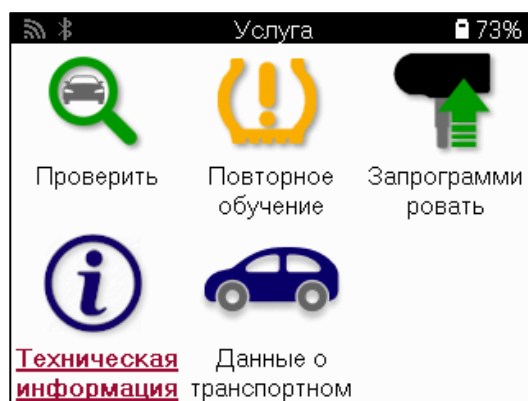 Услуга 73%
Проверить
Повторное
обучение
Запрограмми
ровать
Техническая
информация
Данные о
транспортном